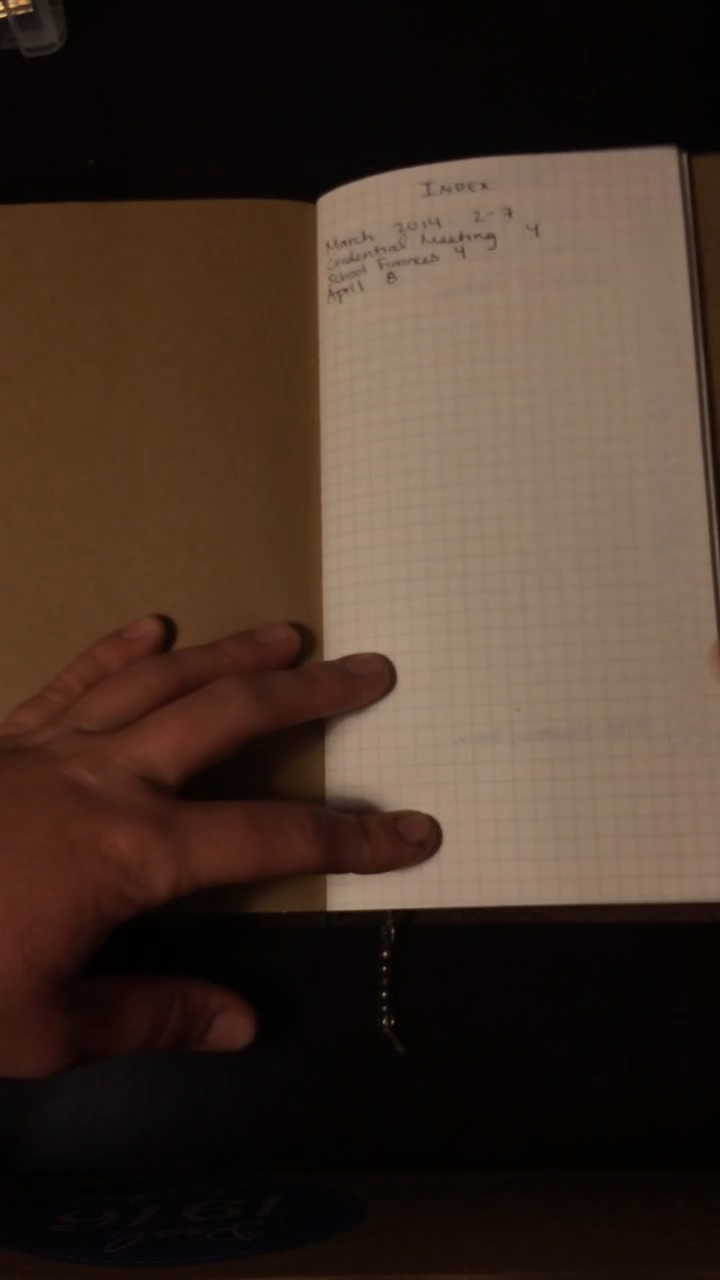 INDEX
March 2014 2-7
Credential Meeting 4
School Finances 4
April 8